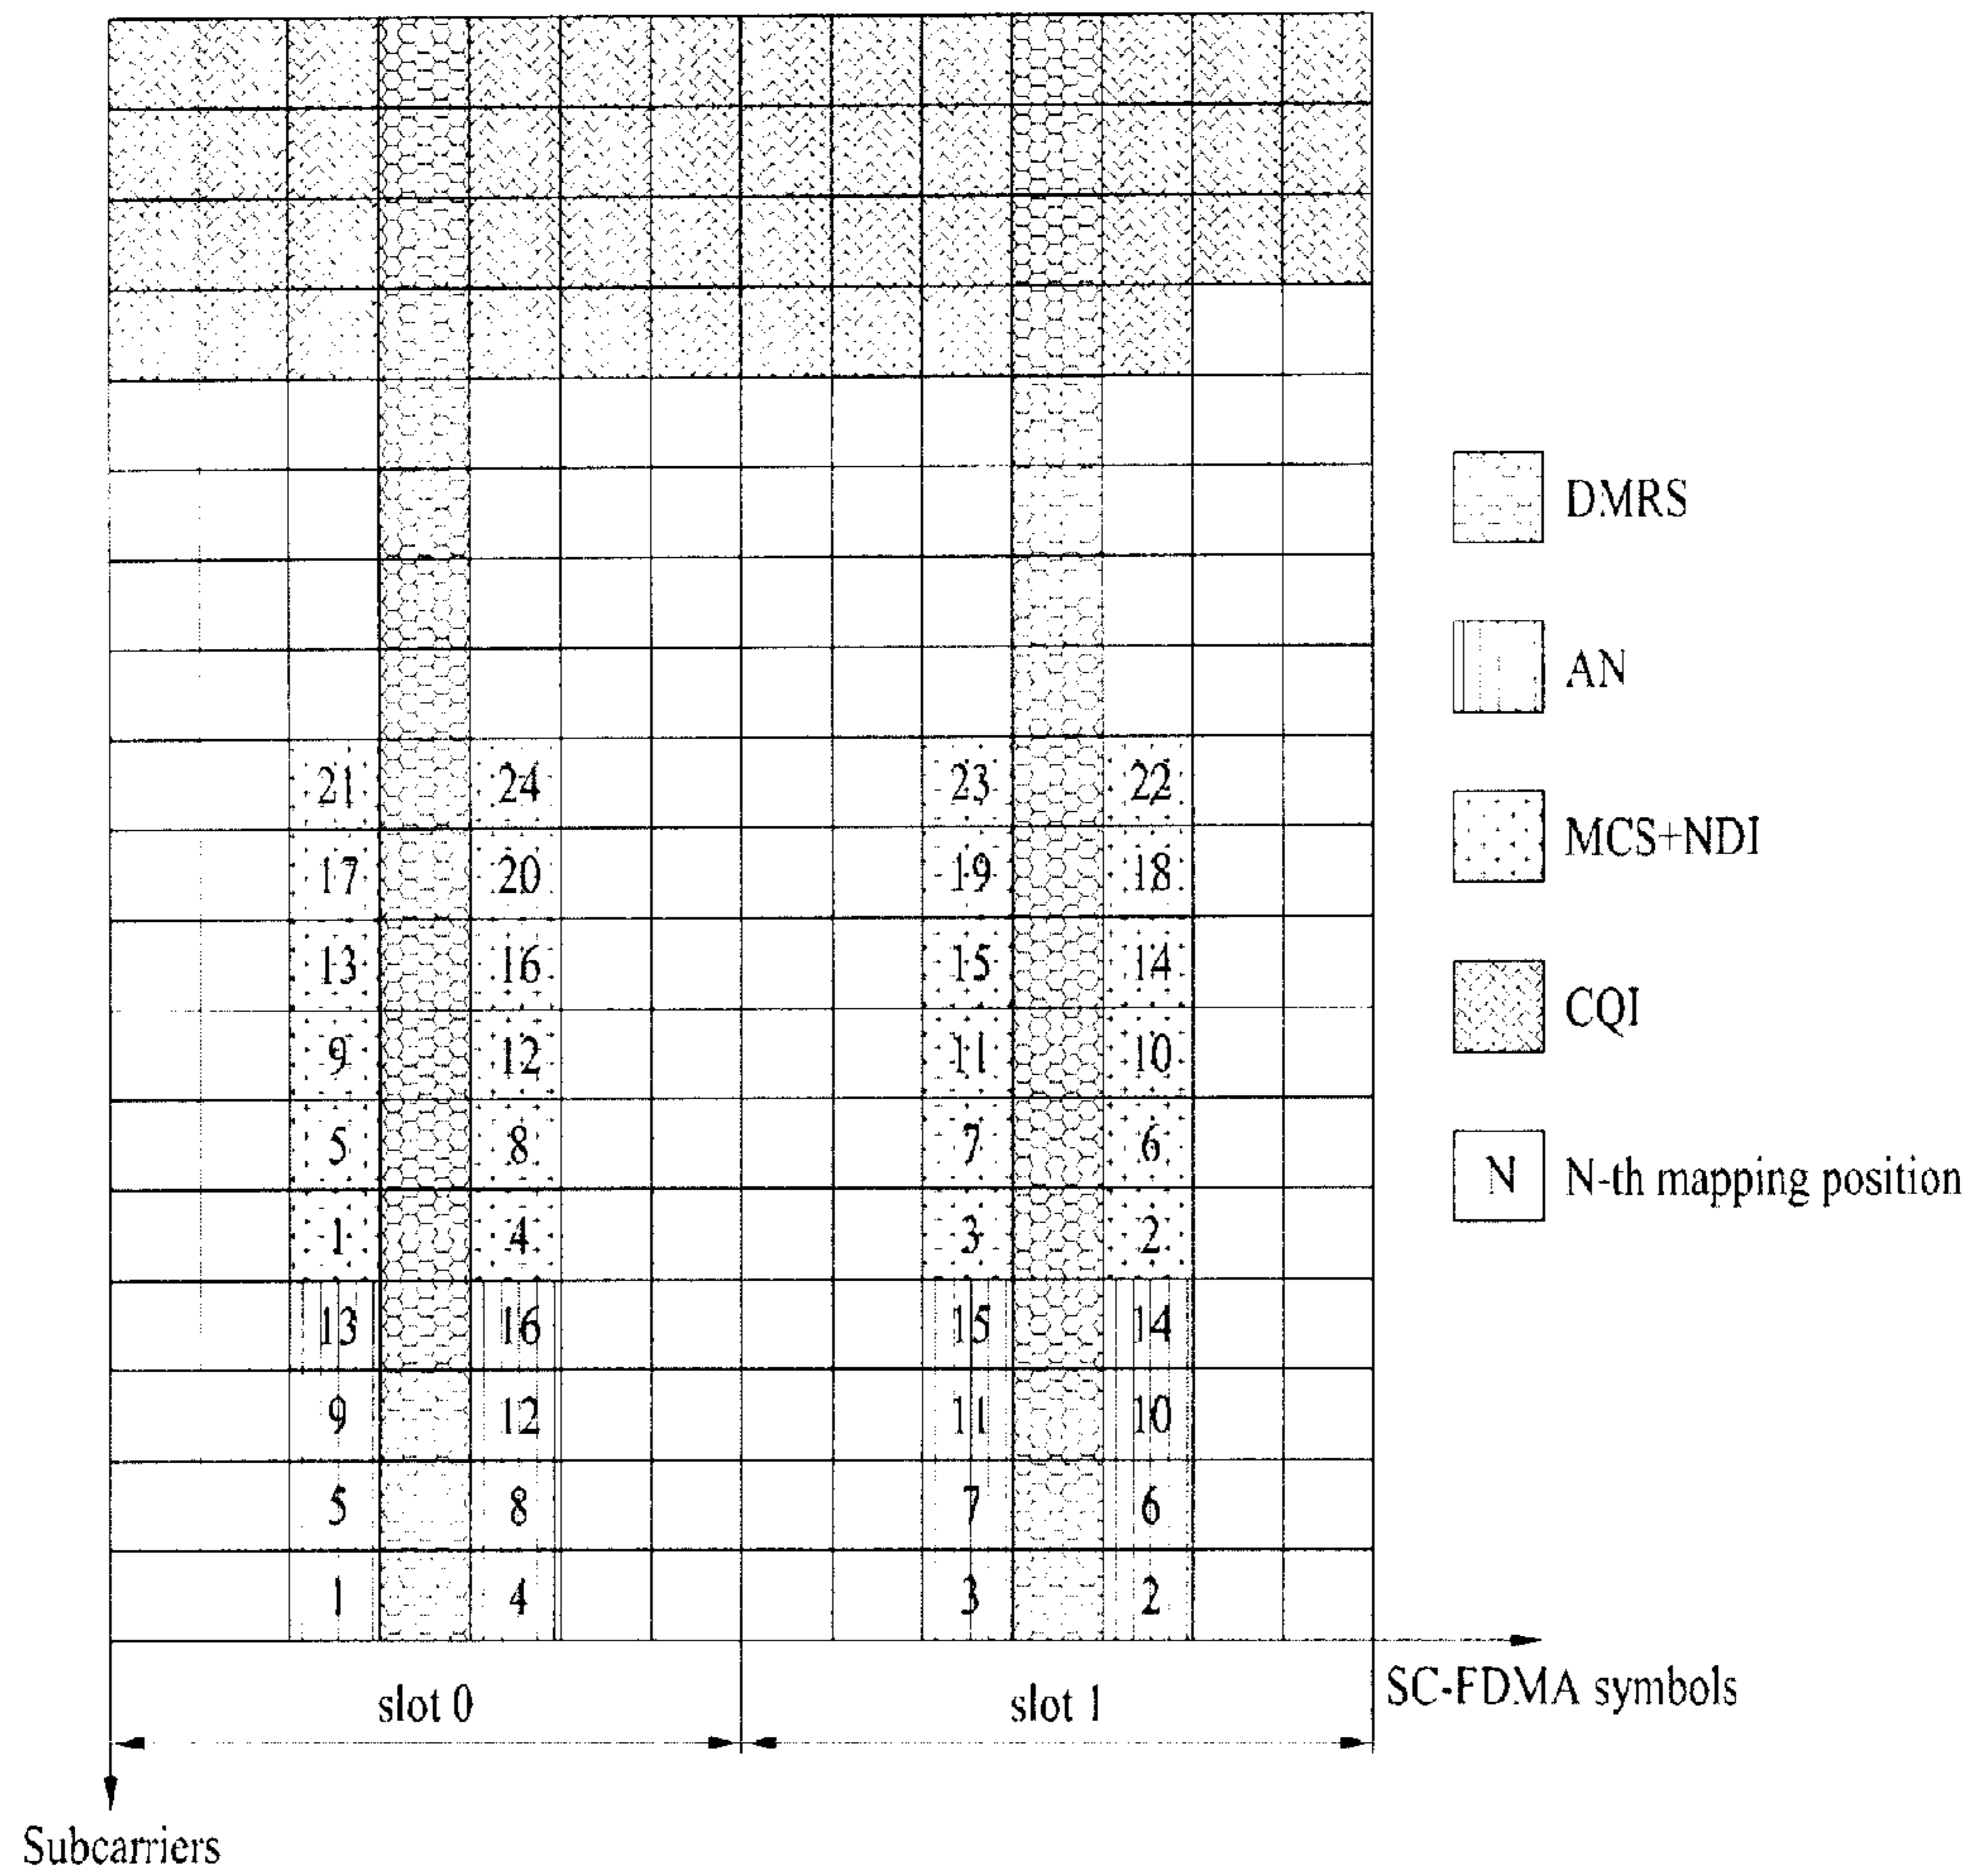 DMRS
AN
MCS+NDI
CQI
N N-th mapping position
21 24 23 22
17 20 19 18
13 16 15 14
9 12 11 10
5 8 7 6
1 4 3 2
13 16 15 14
9 12 11 10
5 8 7 6
1 4 3 2
slot 0 slot 1 SC-FDMA symbols
Subcarriers